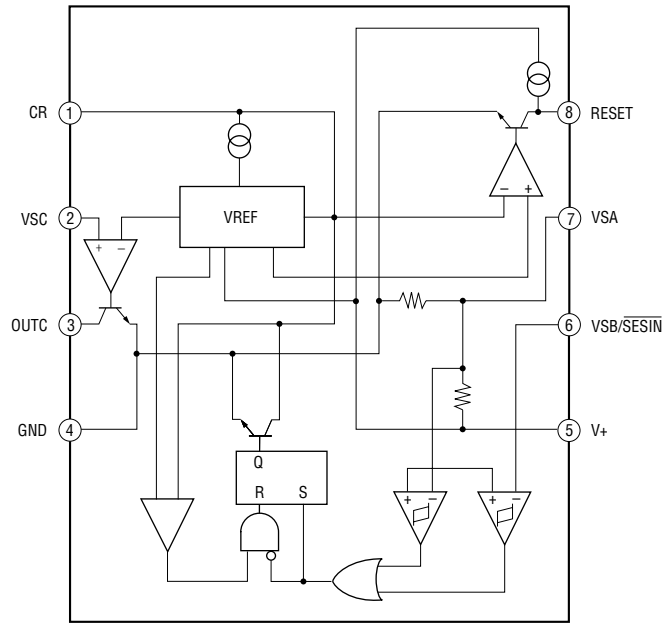 CR 1
8 RESET
VSC 2
VREF
7 VSA
+ −
− +
OUTC 3
6 VSB/SESIN
GND 4
5 V+
Q
R S
+ −
+ −